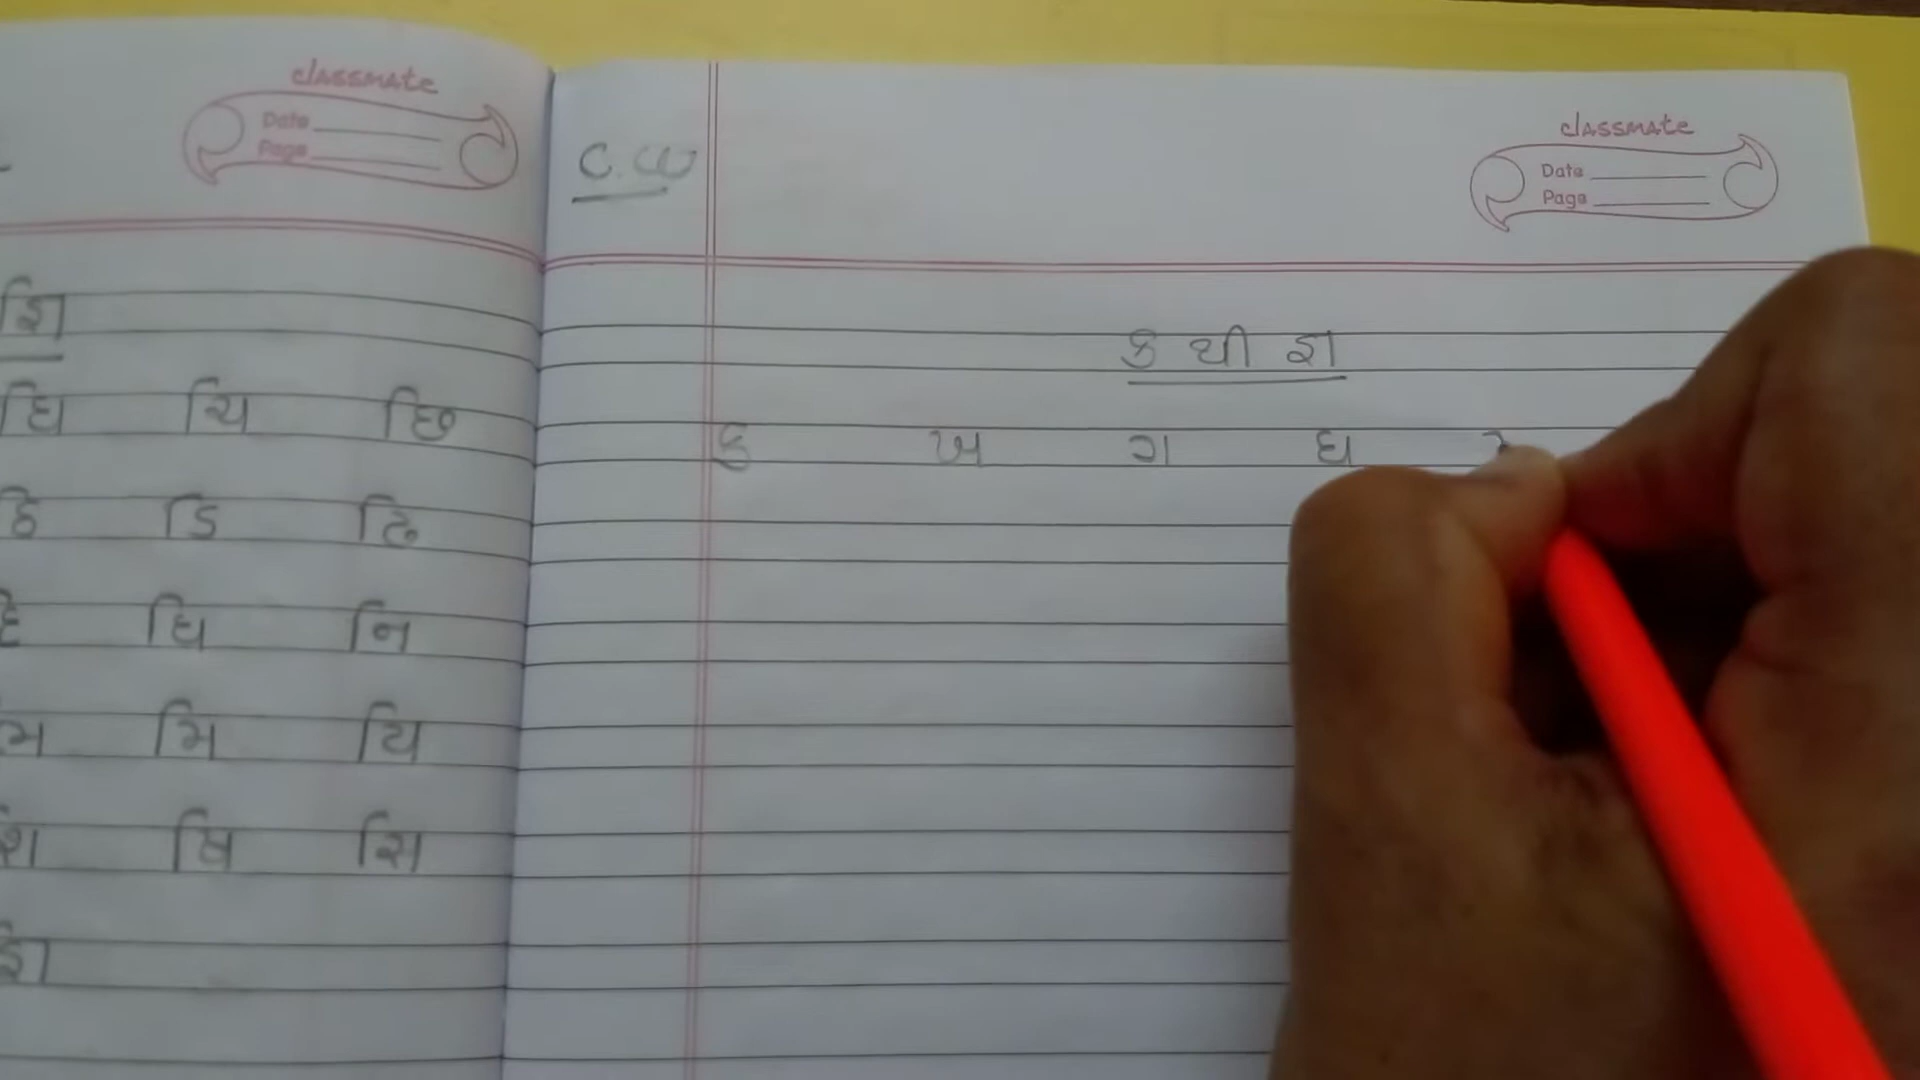 classmate
Date
Page
જ્ઞિ
ઘિ ચિ છિ
ઠિ ડિ ઢિ
દિ ધિ નિ
ભિ મિ યિ
શિ ષિ સિ
જ્ઞિ
C.W
classmate
Date
Page
ક થી જ્ઞ
ક ખ ગ ઘ